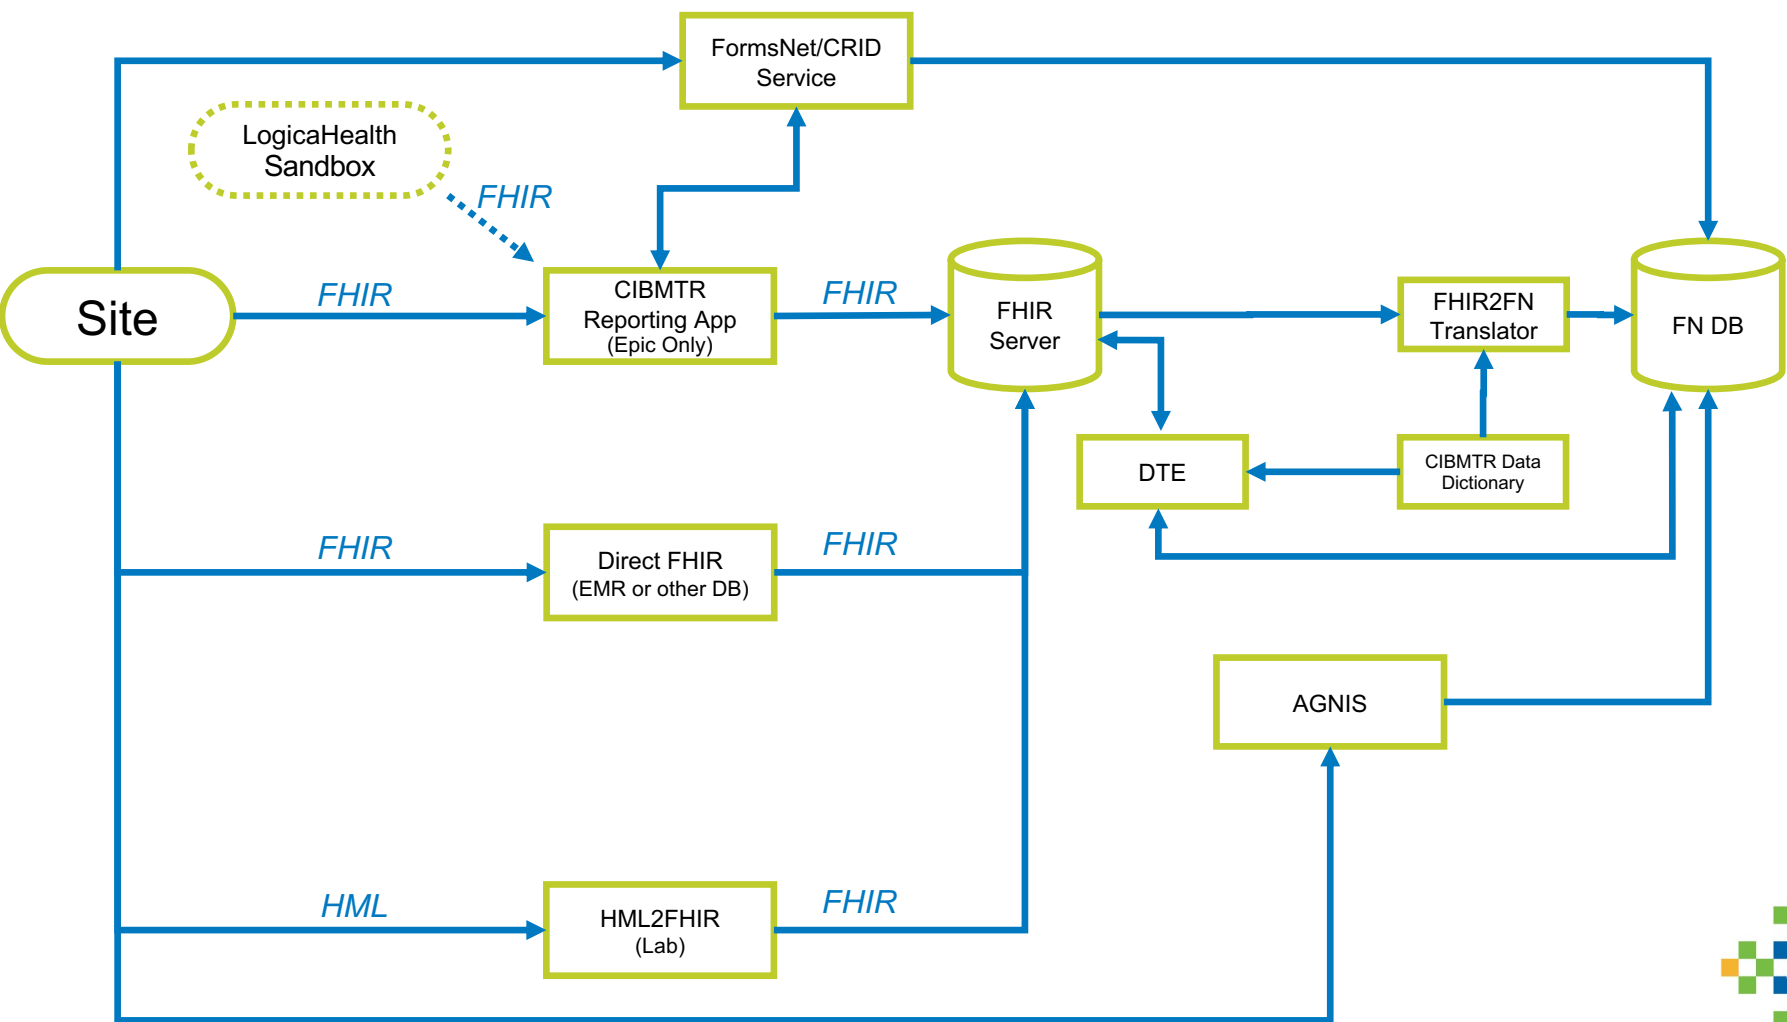 FormsNet/CRID
Service
LogicaHealth
Sandbox
FHIR
Site
FHIR
CIBMTR
Reporting App
(Epic Only)
FHIR
FHIR
Server
FHIR2FN
Translator
FN DB
DTE
CIBMTR Data
Dictionary
FHIR
Direct FHIR
(EMR or other DB)
FHIR
AGNIS
HML
HML2FHIR
(Lab)
FHIR